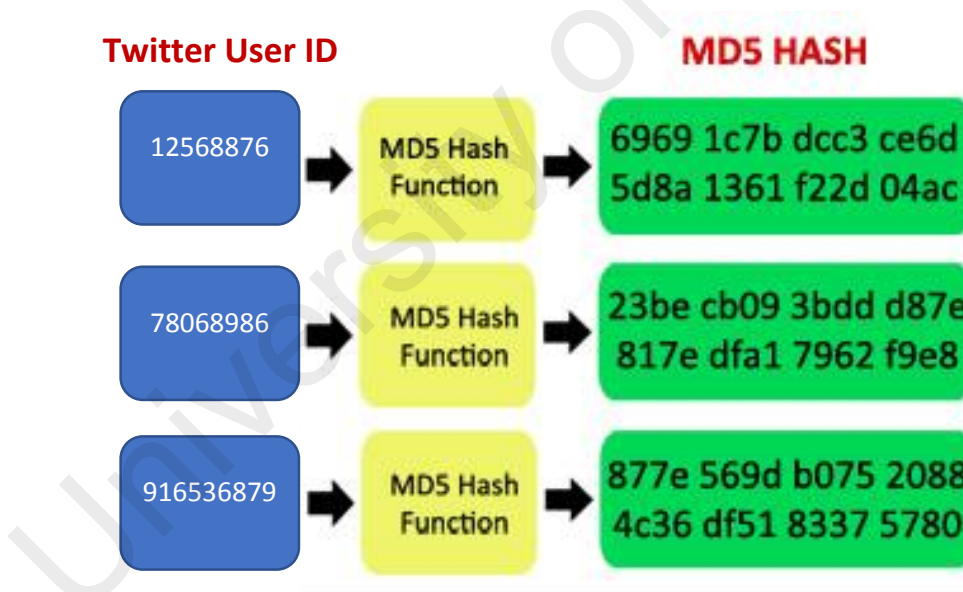 Twitter User ID
MD5 HASH
12568876
MD5 Hash
Function
6969 1c7b dcc3 ce6d
5d8a 1361 f22d 04ac
78068986
MD5 Hash
Function
23be cb09 3bdd d87e
817e dfa1 7962 f9e8
916536879
MD5 Hash
Function
877e 569d b075 2088
4c36 df51 8337 5780
University of